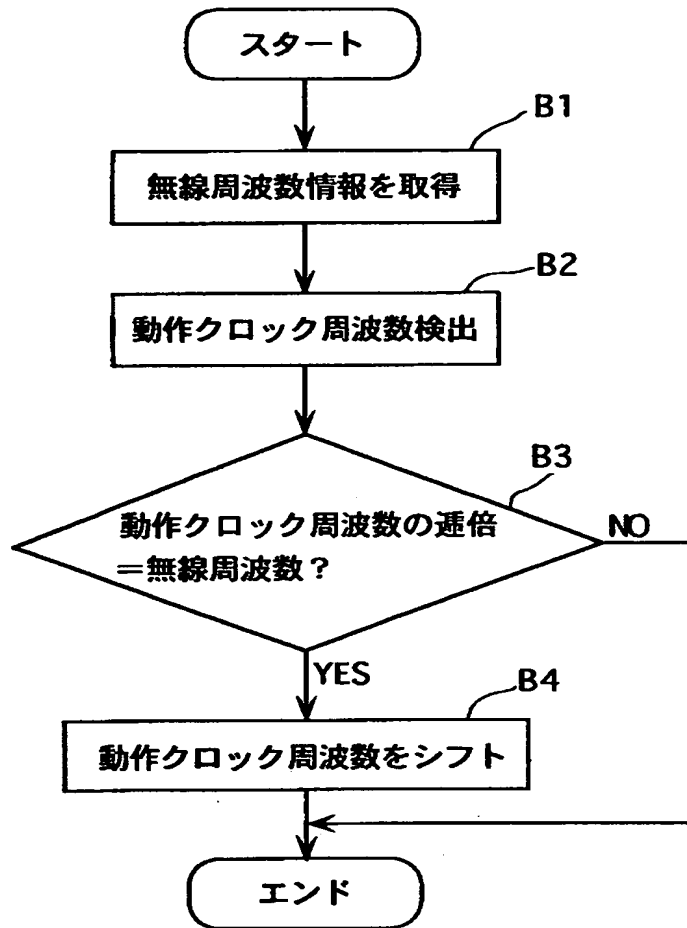 スタート
B1
無線周波数情報を取得
B2
動作クロック周波数検出
B3
動作クロック周波数の逓倍
＝無線周波数？
NO
YES
B4
動作クロック周波数をシフト
エンド